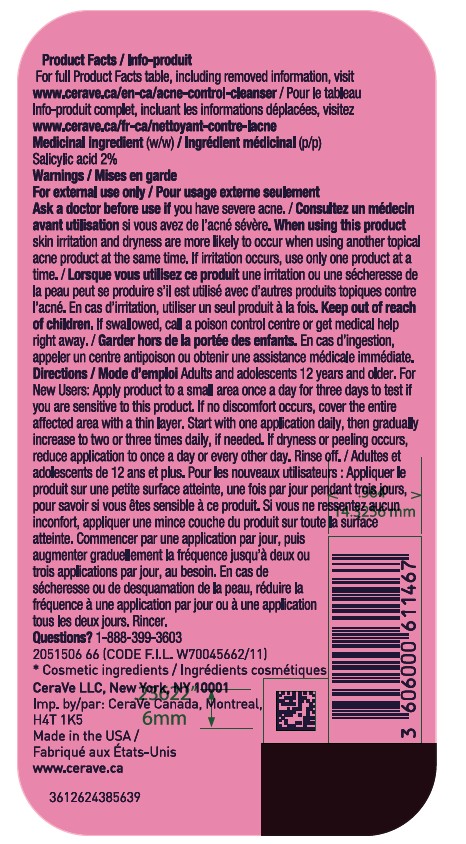 Product Facts / Info-produit
For full Product Facts table, including removed information, visit
www.cerave.ca/en-ca/acne-control-cleanser / Pour le tableau
Info-produit complet, incluant les informations déplacées, visitez
www.cerave.ca/fr-ca/nettoyant-contre-lacne
Medicinal ingredient (w/w) / Ingrédient médicinal (p/p)
Salicylic acid 2%
Warnings / Mises en garde
For external use only / Pour usage externe seulement
Ask a doctor before use if you have severe acne. / Consultez un médecin
avant utilisation si vous avez de l'acné sévère. When using this product
skin irritation and dryness are more likely to occur when using another topical
acne product at the same time. If irritation occurs, use only one product at a
time. / Lorsque vous utilisez ce produit une irritation ou une sécheresse de
la peau peut se produire s'il est utilisé avec d'autres produits topiques contre
l'acné. En cas d'irritation, utiliser un seul produit à la fois. Keep out of reach
of children. If swallowed, call a poison control centre or get medical help
right away. / Garder hors de la portée des enfants. En cas d'ingestion,
appeler un centre antipoison ou obtenir une assistance médicale immédiate.
Directions / Mode d'emploi Adults and adolescents 12 years and older. For
New Users: Apply product to a small area once a day for three days to test if
you are sensitive to this product. If no discomfort occurs, cover the entire
affected area with a thin layer. Start with one application daily, then gradually
increase to two or three times daily, if needed. If dryness or peeling occurs,
reduce application to once a day or every other day. Rinse off. / Adultes et
adolescents de 12 ans et plus. Pour les nouveaux utilisateurs : Appliquer le
produit sur une petite surface atteinte, une fois par jour pendant trois jours,
pour savoir si vous êtes sensible à ce produit. Si vous ne ressentez aucun
inconfort, appliquer une mince couche du produit sur toute la surface
atteinte. Commencer par une application par jour, puis
augmenter graduellement la fréquence jusqu'à deux ou
trois applications par jour, au besoin. En cas de
sécheresse ou de desquamation de la peau, réduire la
fréquence à une application par jour ou à une application
tous les deux jours. Rincer.
Questions? 1-888-399-3603
2051506 66 (CODE F.I.L. W70045662/11)
* Cosmetic ingredients / Ingrédients cosmétiques
CeraVe LLC, New York, NY 10001
Imp. by/par: CeraVe Canada, Montreal,
H4T 1K5
Made in the USA /
Fabriqué aux États-Unis
www.cerave.ca
3612624385639
6mm
3 606000 611467